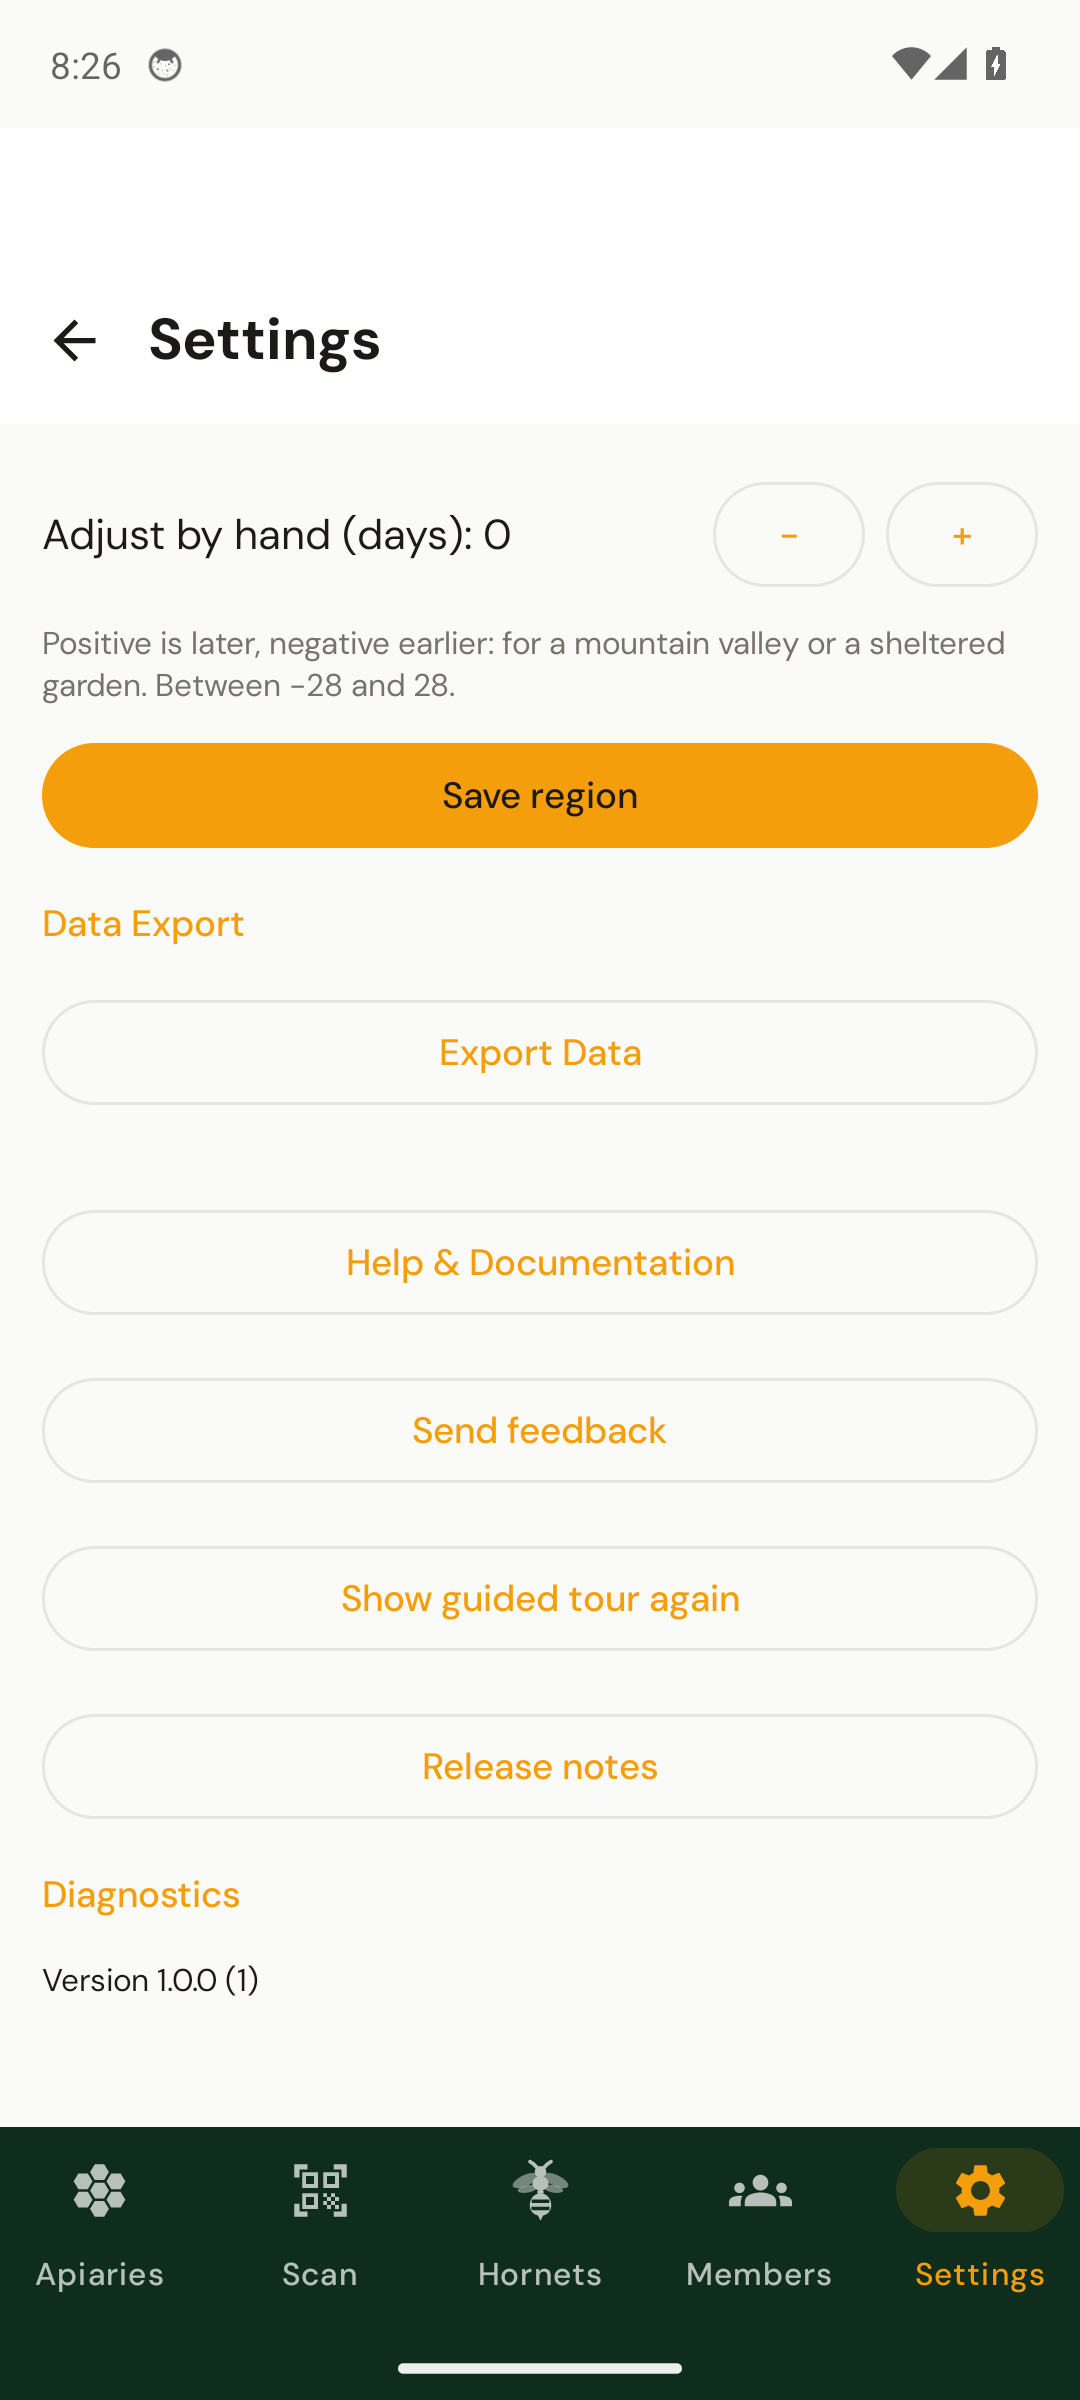 8:26
Settings
Adjust by hand (days): 0
-
+
Positive is later, negative earlier: for a mountain valley or a sheltered
garden. Between -28 and 28.
Save region
Data Export
Export Data
Help & Documentation
Send feedback
Show guided tour again
Release notes
Diagnostics
Version 1.0.0 (1)
Apiaries
Scan
Hornets
Members
Settings